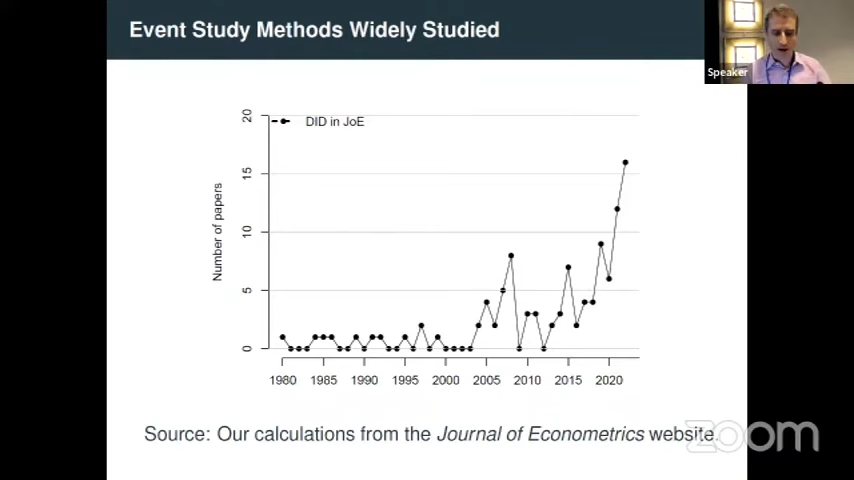 Event Study Methods Widely Studied
Speaker
DID in JoE
Number of papers
20
15
10
5
0
1980 1985 1990 1995 2000 2005 2010 2015 2020
Source: Our calculations from the Journal of Econometrics website.
zoom